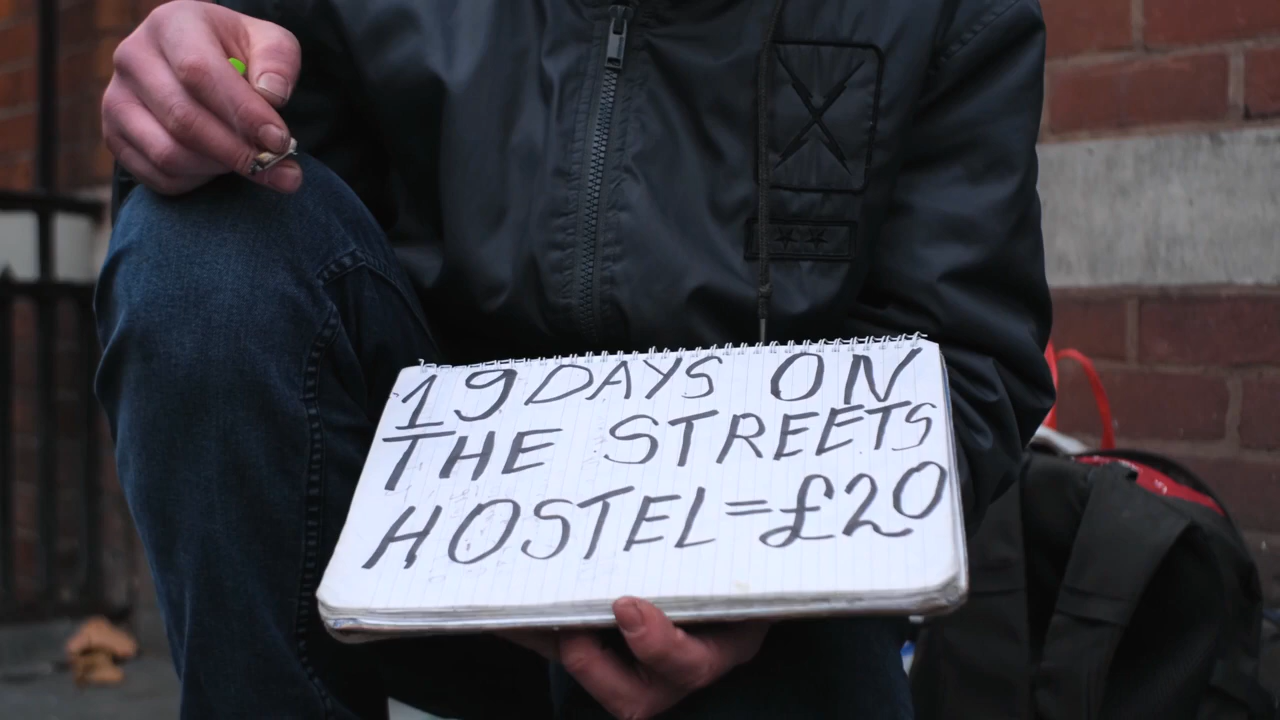 19 DAYS ON
THE STREETS
HOSTEL = £20